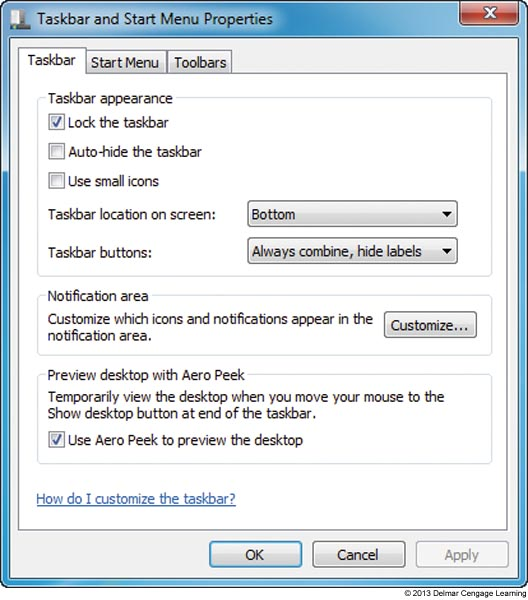 Taskbar and Start Menu Properties
Taskbar
Start Menu
Toolbars
Taskbar appearance
Lock the taskbar
Auto-hide the taskbar
Use small icons
Taskbar location on screen:
Bottom
Taskbar buttons:
Always combine, hide labels
Notification area
Customize which icons and notifications appear in the
notification area.
Customize...
Preview desktop with Aero Peek
Temporarily view the desktop when you move your mouse to the
Show desktop button at end of the taskbar.
Use Aero Peek to preview the desktop
How do I customize the taskbar?
OK
Cancel
Apply
© 2013 Delmar Cengage Learning